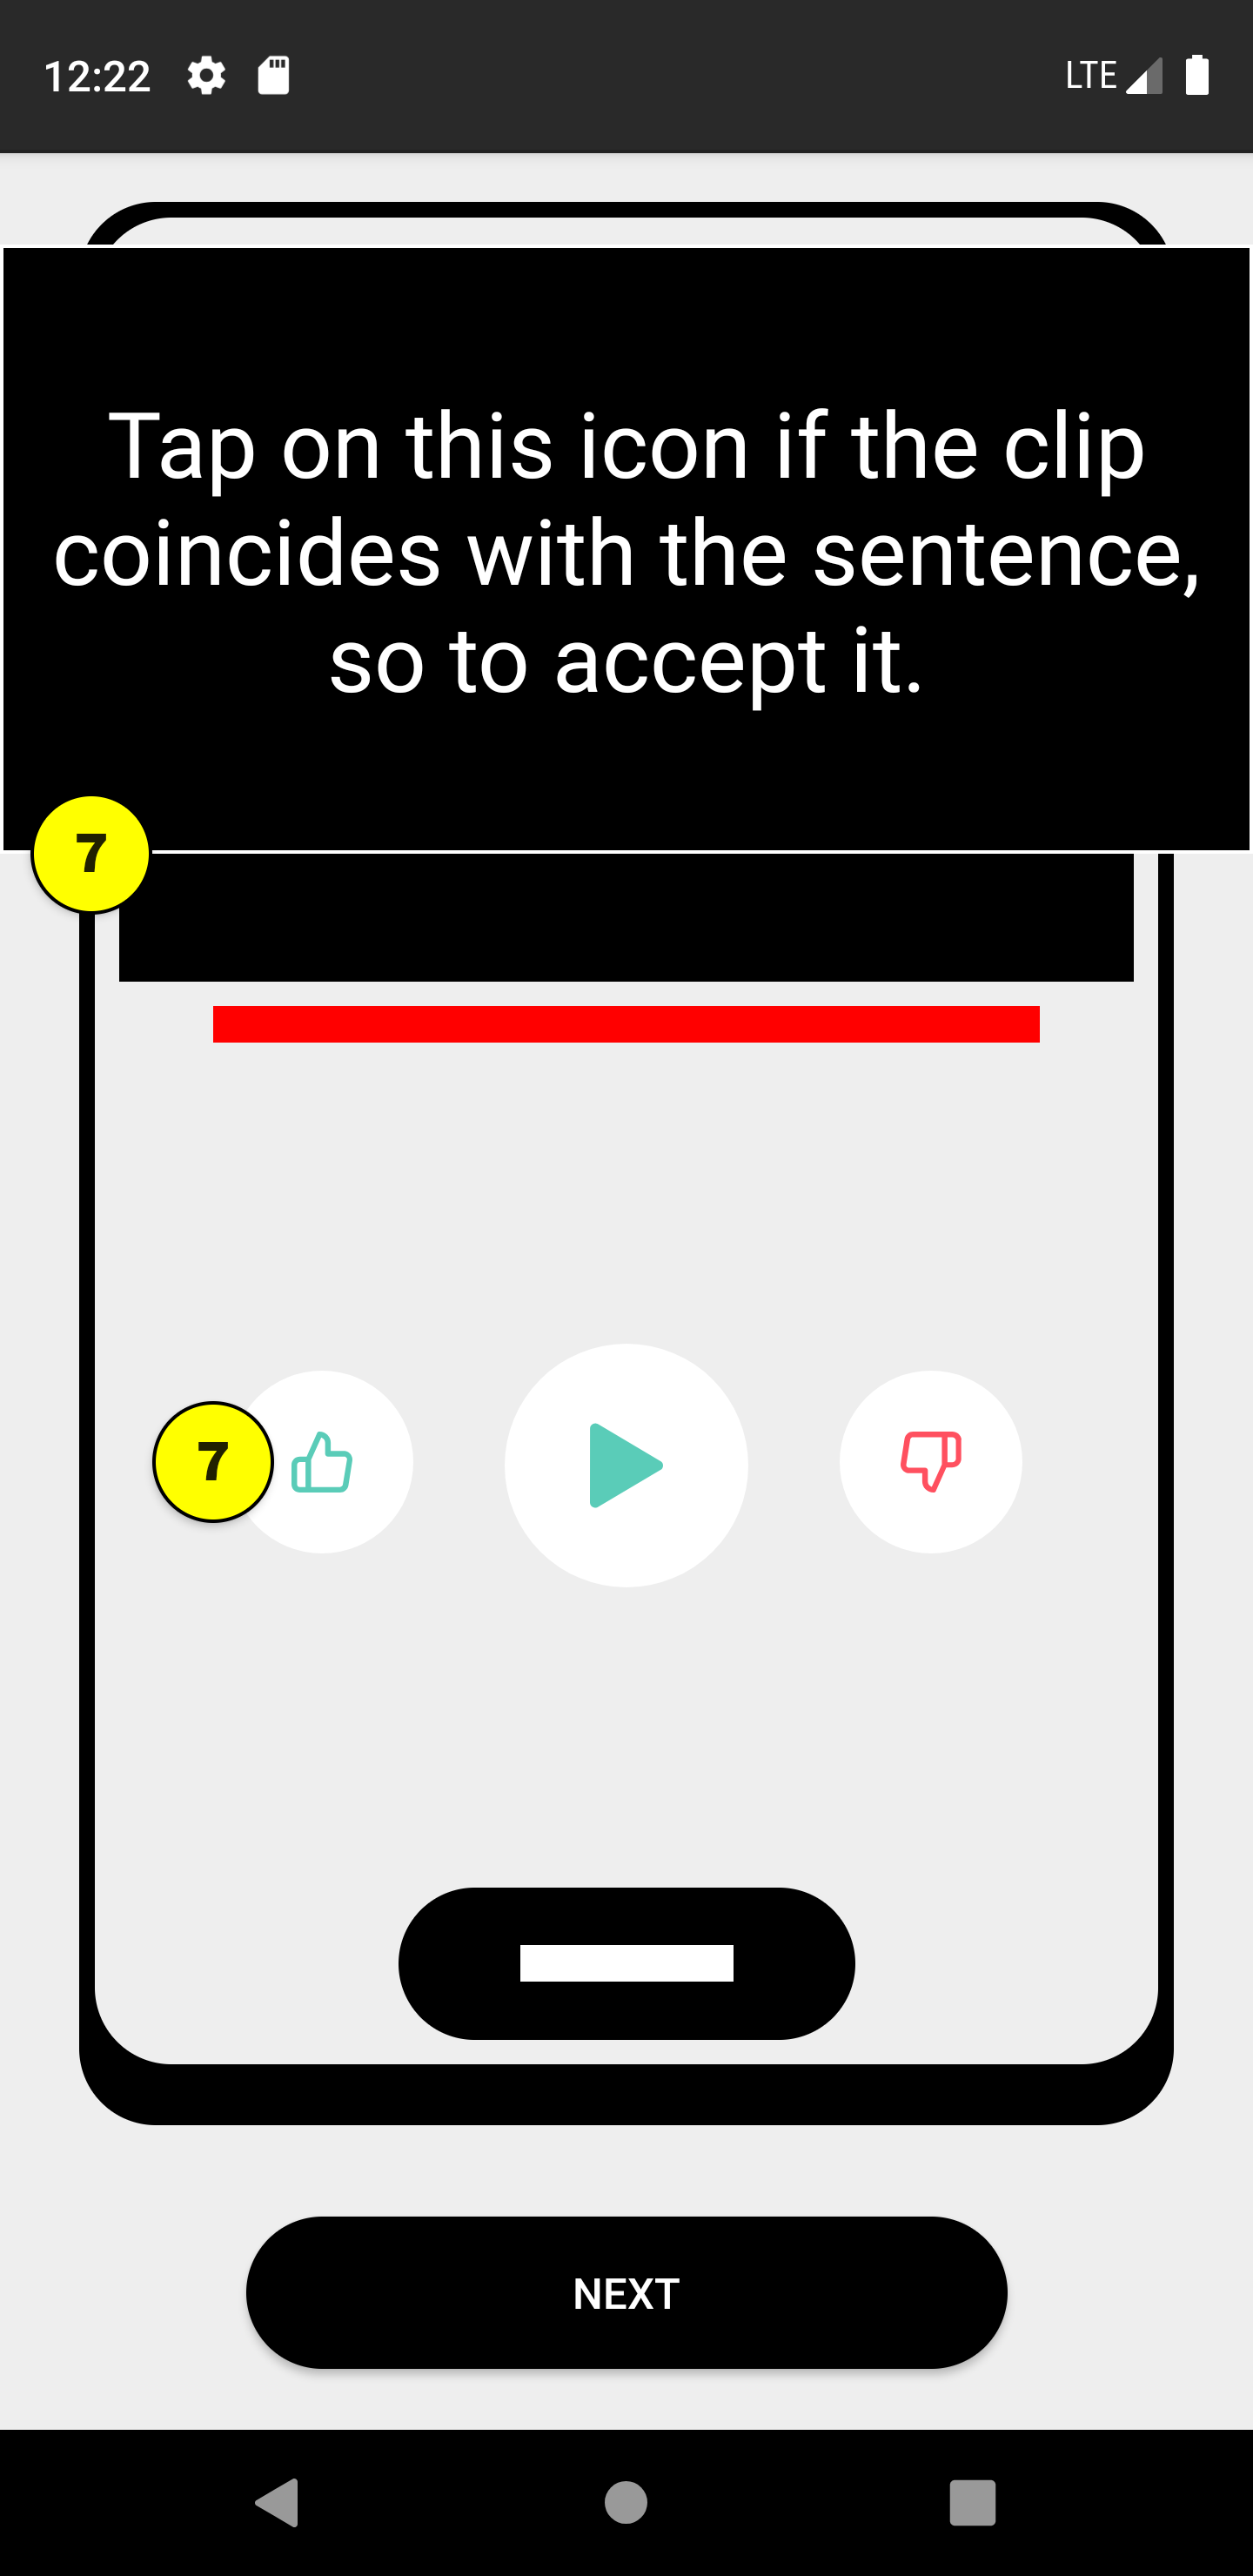 12:22 LTE
Tap on this icon if the clip
coincides with the sentence,
so to accept it.
7
7
NEXT